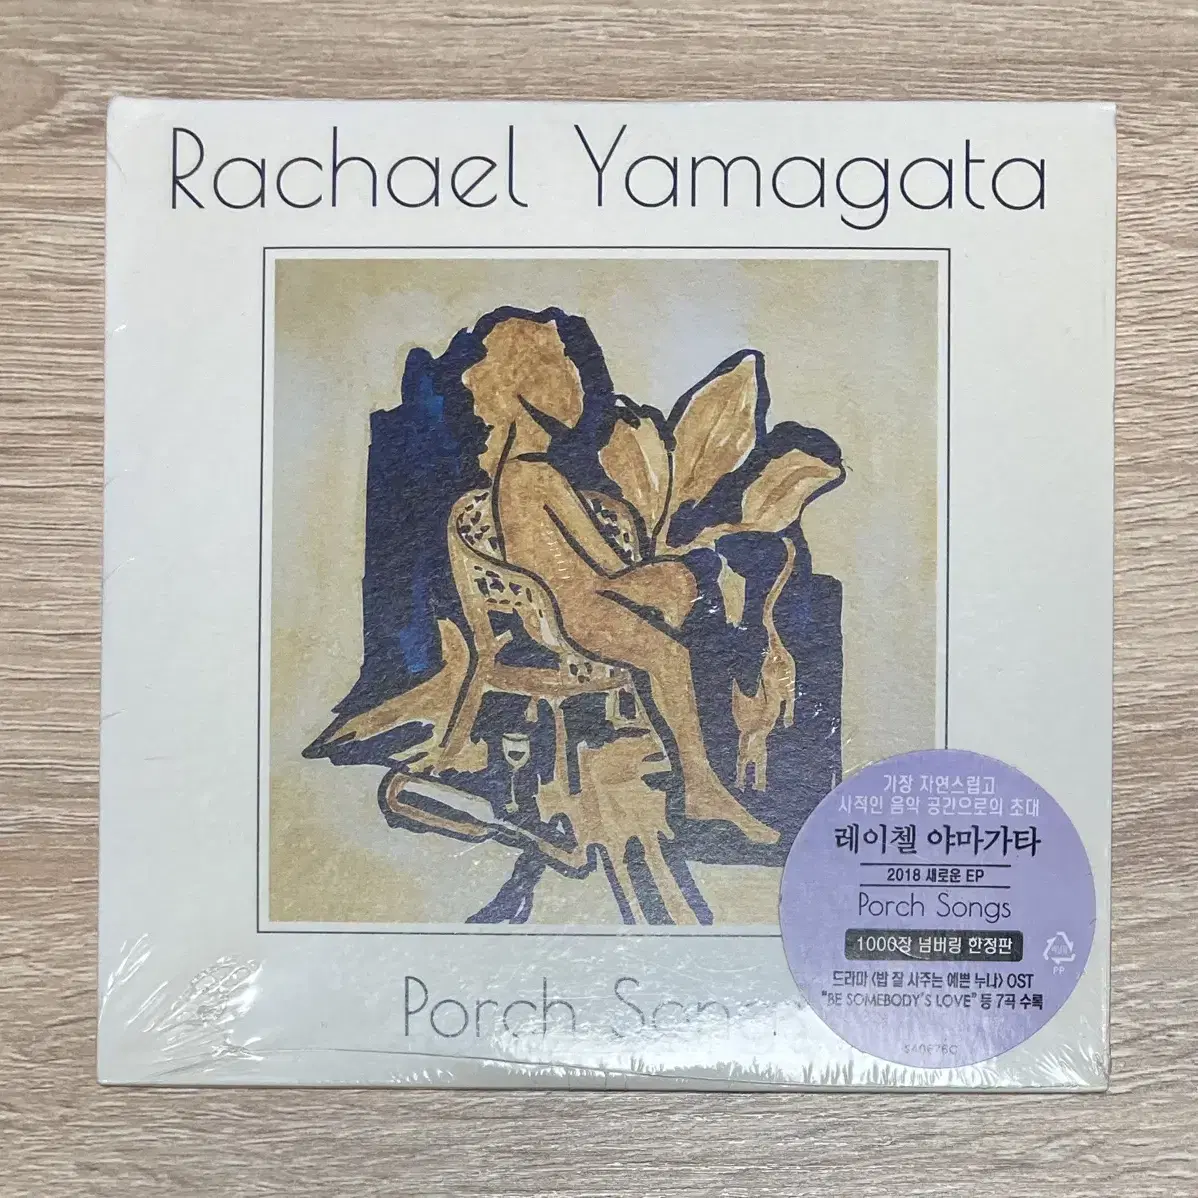 Rachael Yamagata
가장 자연스럽고
시적인 음악 공간으로의 초대
레이첼 야마가타
2018 새로운 EP
Porch Songs
1000장 넘버링 한정판
드라마 〈밥 잘 사주는 예쁜 누나〉 OST
"BE SOMEBODY'S LOVE" 등 7곡 수록
PP
Porch